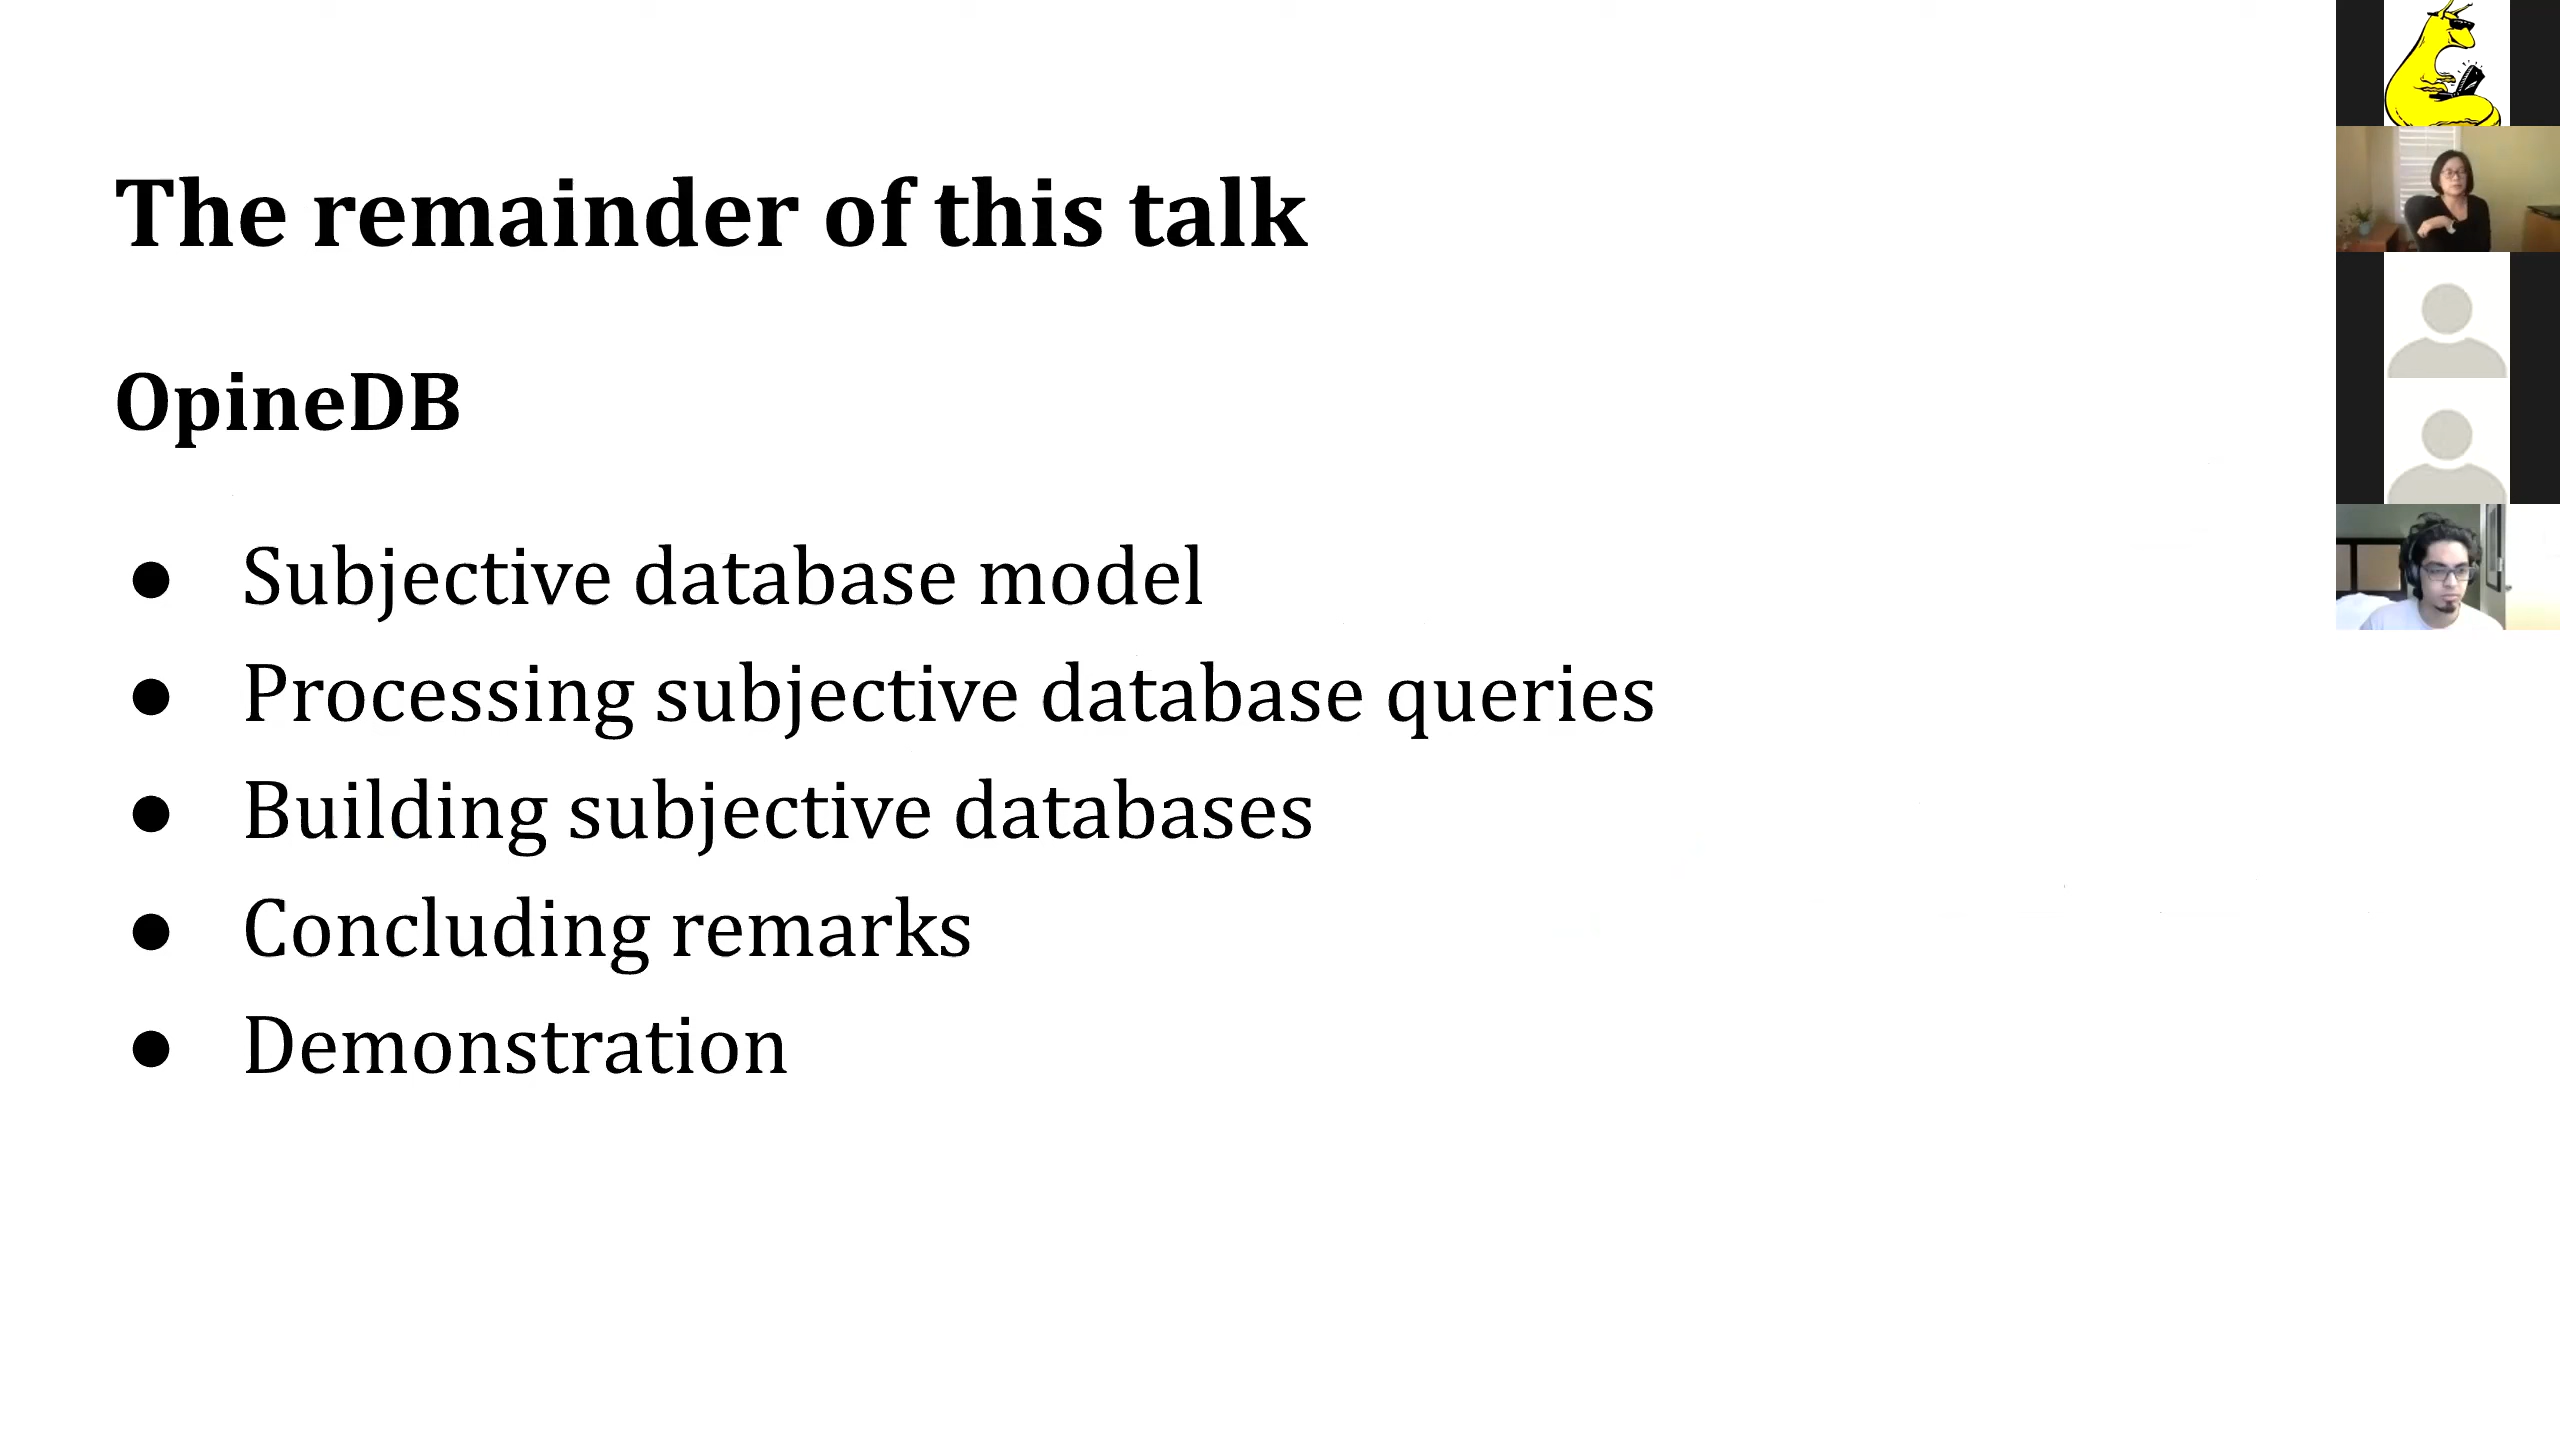 The remainder of this talk
OpineDB
● Subjective database model
● Processing subjective database queries
● Building subjective databases
● Concluding remarks
● Demonstration